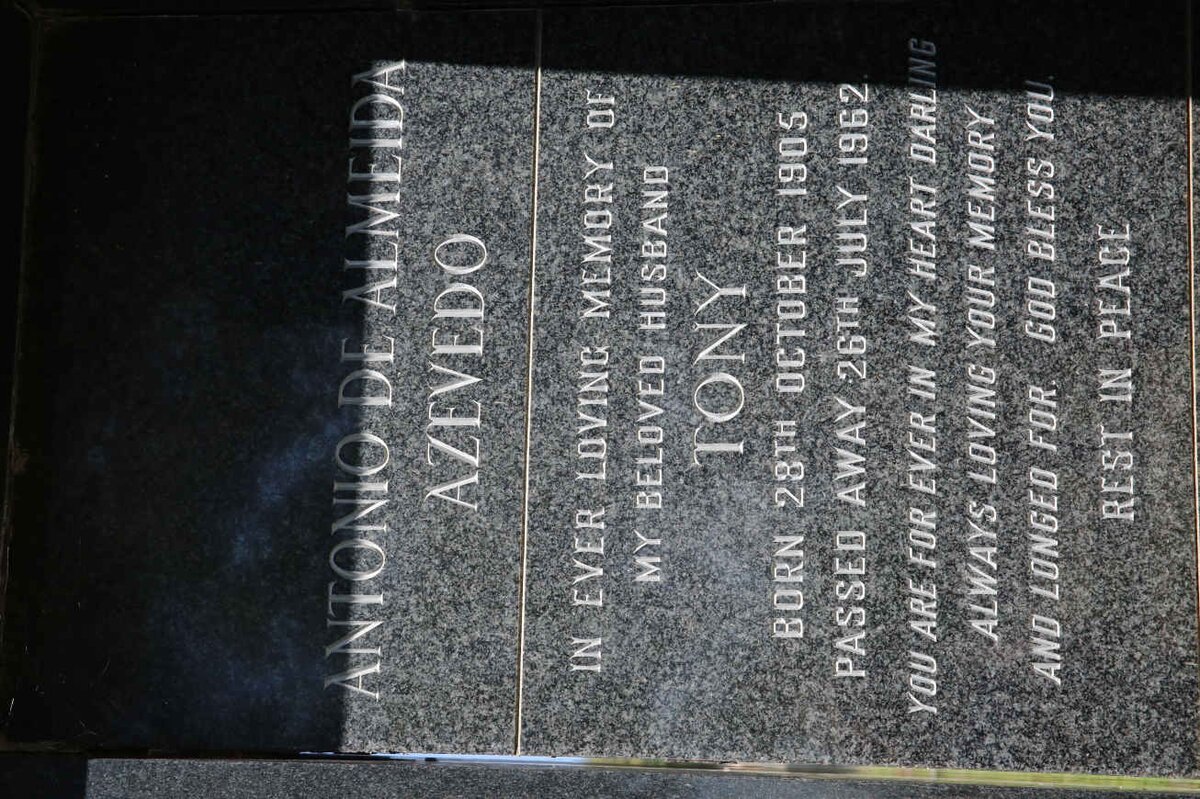 ANTONIO DE ALMEIDA
AZEVEDO
IN EVER LOVING MEMORY OF
MY BELOVED HUSBAND
TONY
BORN 28TH OCTOBER 1905
PASSED AWAY 26TH JULY 1962.
YOU ARE FOR EVER IN MY HEART DARLING
ALWAYS LOVING YOUR MEMORY
AND LONGED FOR. GOD BLESS YOU.
REST IN PEACE